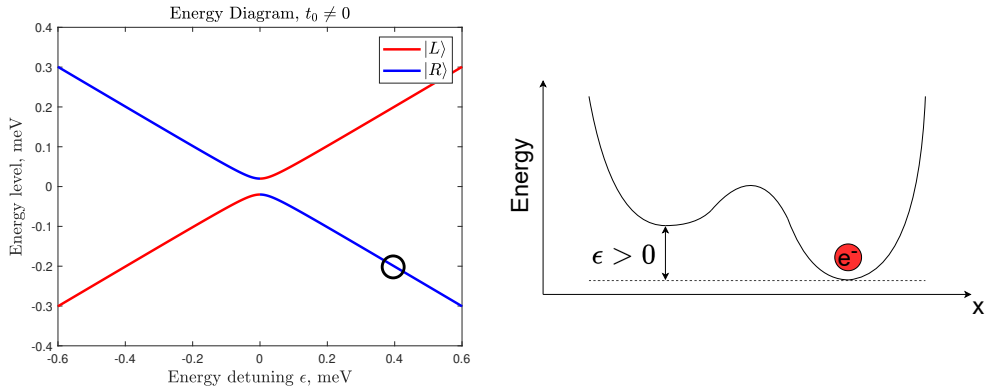 Energy Diagram, $t_0 \neq 0$
|L⟩
|R⟩
0.4
0.3
0.2
0.1
0
-0.1
-0.2
-0.3
-0.4
Energy level, meV
-0.6
-0.4
-0.2
0
0.2
0.4
0.6
Energy detuning ϵ, meV
Energy
ϵ > 0
e⁻
x